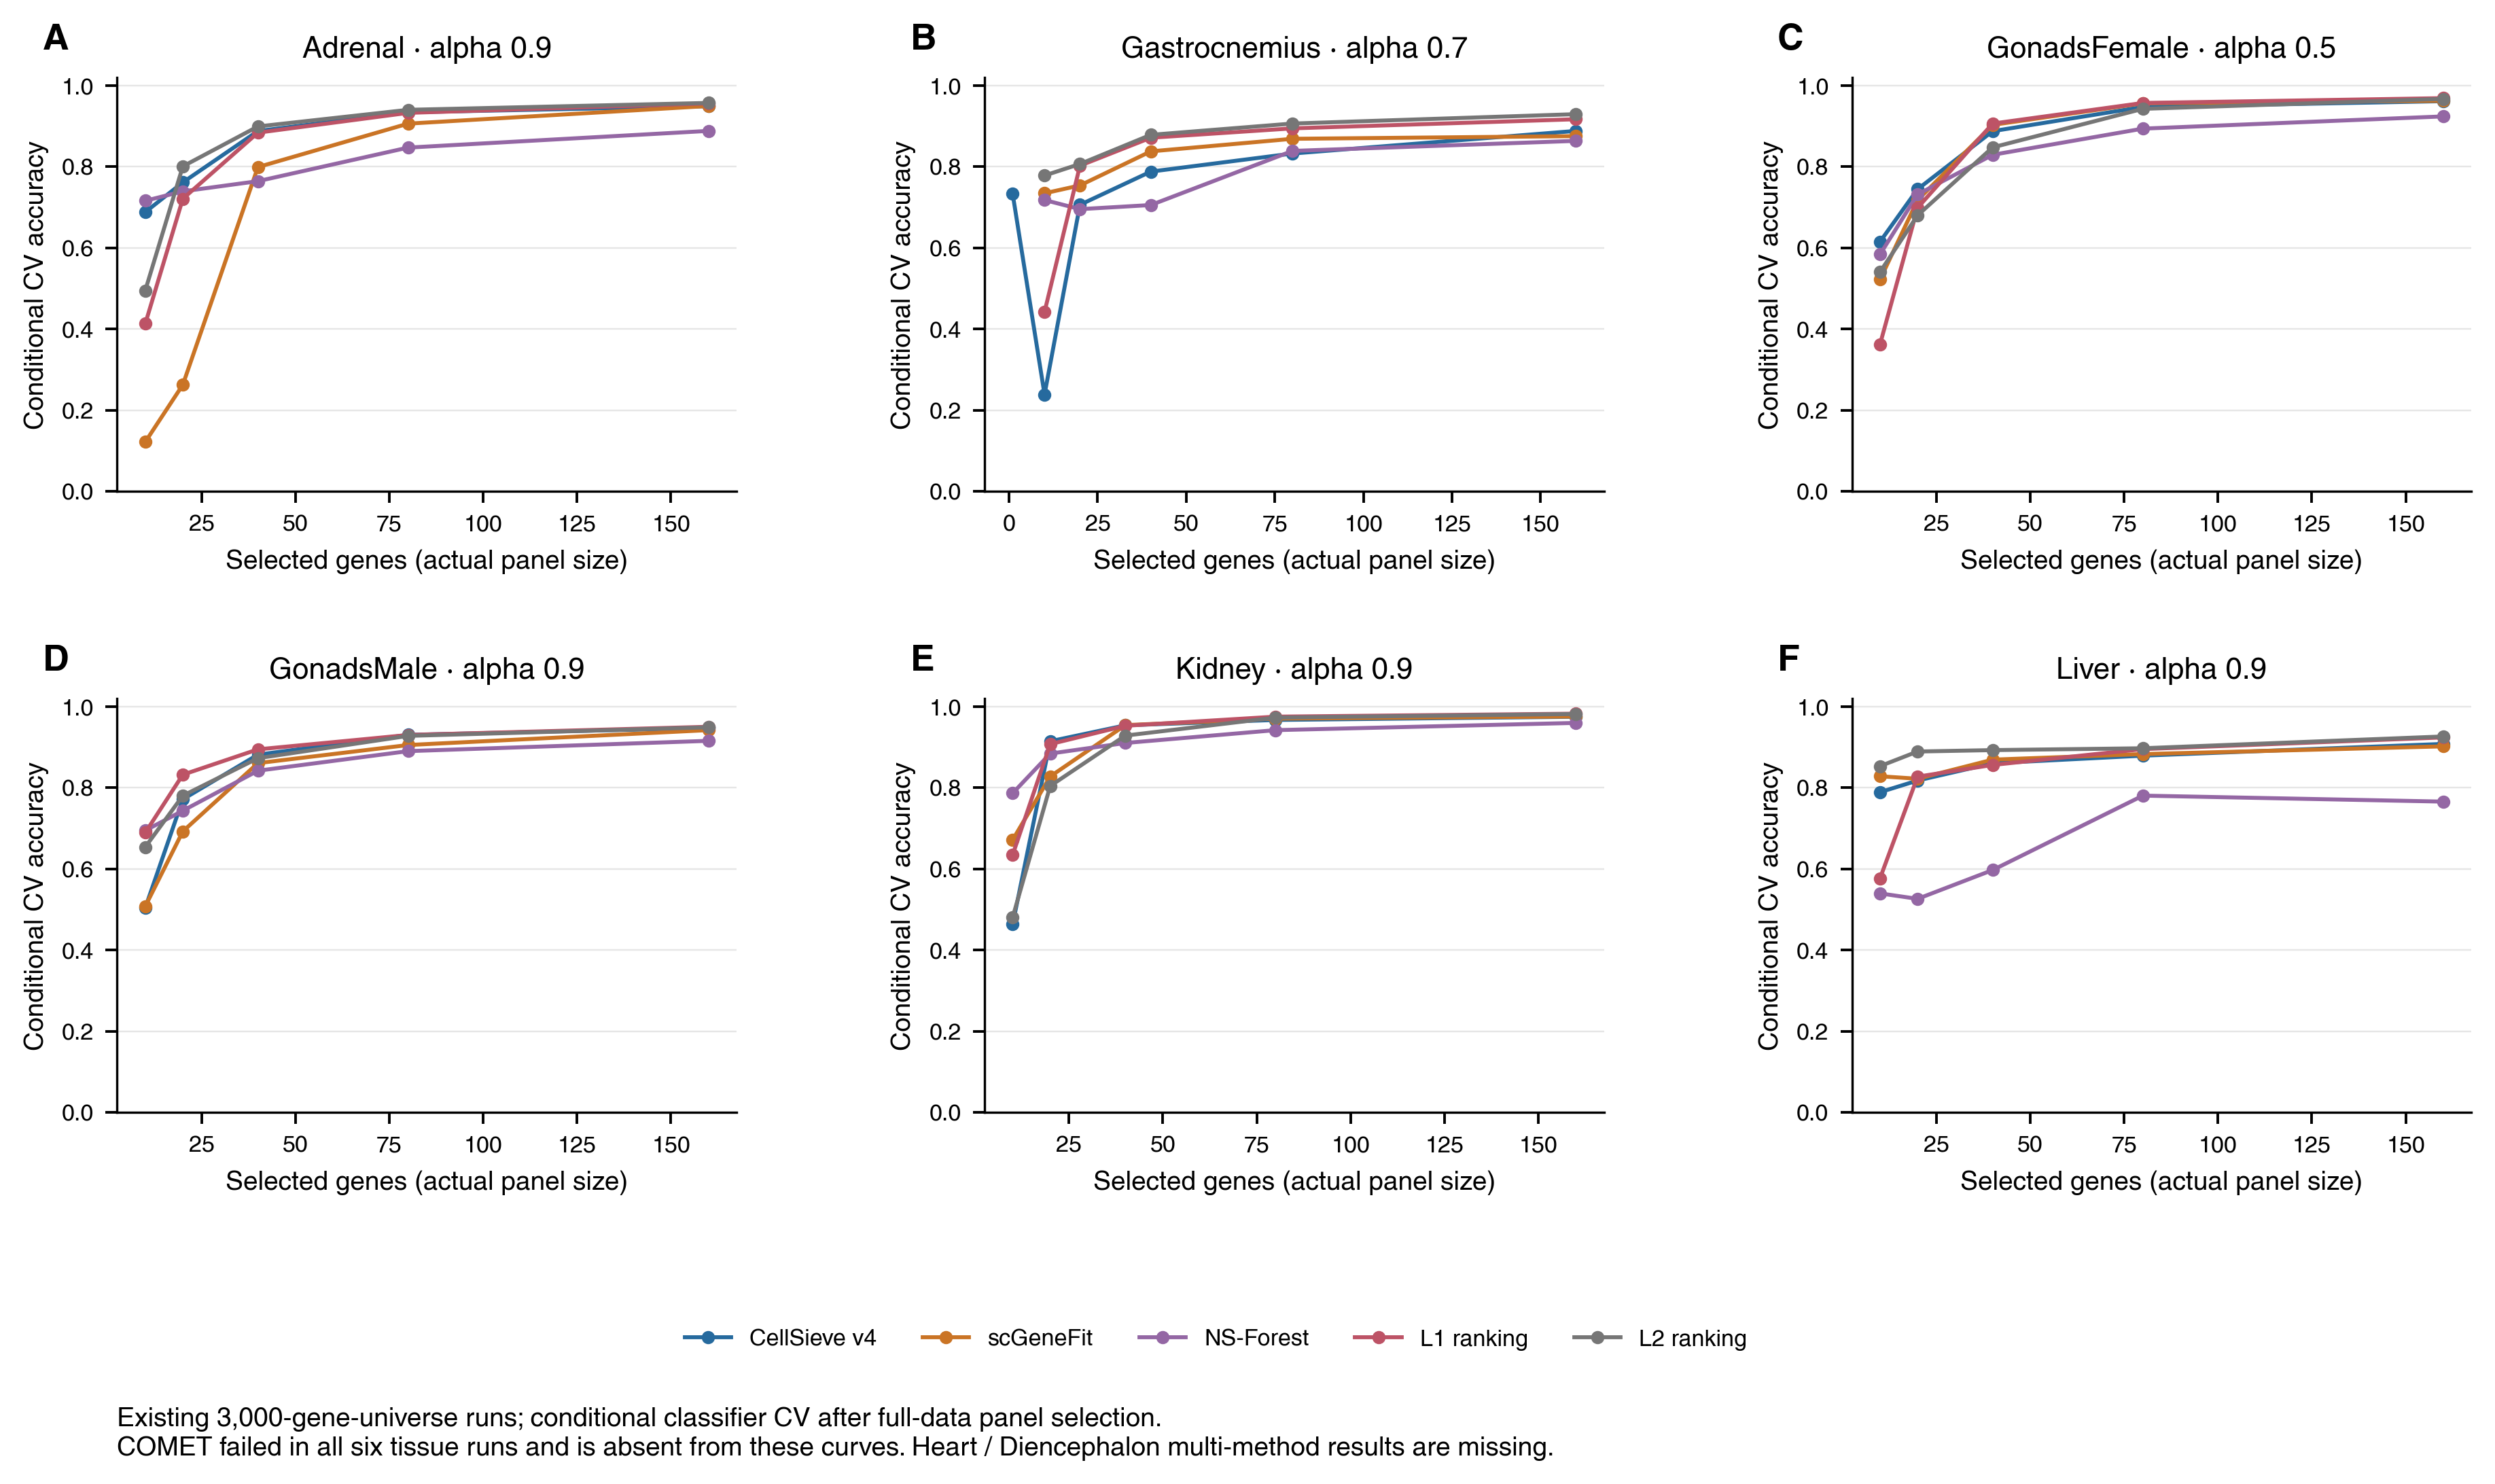 A
Adrenal · alpha 0.9
1.0
0.8
0.6
0.4
0.2
0.0
Conditional CV accuracy
25 50 75 100 125 150
Selected genes (actual panel size)
B
Gastrocnemius · alpha 0.7
1.0
0.8
0.6
0.4
0.2
0.0
Conditional CV accuracy
0 25 50 75 100 125 150
Selected genes (actual panel size)
C
GonadsFemale · alpha 0.5
1.0
0.8
0.6
0.4
0.2
0.0
Conditional CV accuracy
25 50 75 100 125 150
Selected genes (actual panel size)
D
GonadsMale · alpha 0.9
1.0
0.8
0.6
0.4
0.2
0.0
Conditional CV accuracy
25 50 75 100 125 150
Selected genes (actual panel size)
E
Kidney · alpha 0.9
1.0
0.8
0.6
0.4
0.2
0.0
Conditional CV accuracy
25 50 75 100 125 150
Selected genes (actual panel size)
F
Liver · alpha 0.9
1.0
0.8
0.6
0.4
0.2
0.0
Conditional CV accuracy
25 50 75 100 125 150
Selected genes (actual panel size)
CellSieve v4 scGeneFit NS-Forest L1 ranking L2 ranking
Existing 3,000-gene-universe runs; conditional classifier CV after full-data panel selection.
COMET failed in all six tissue runs and is absent from these curves. Heart / Diencephalon multi-method results are missing.